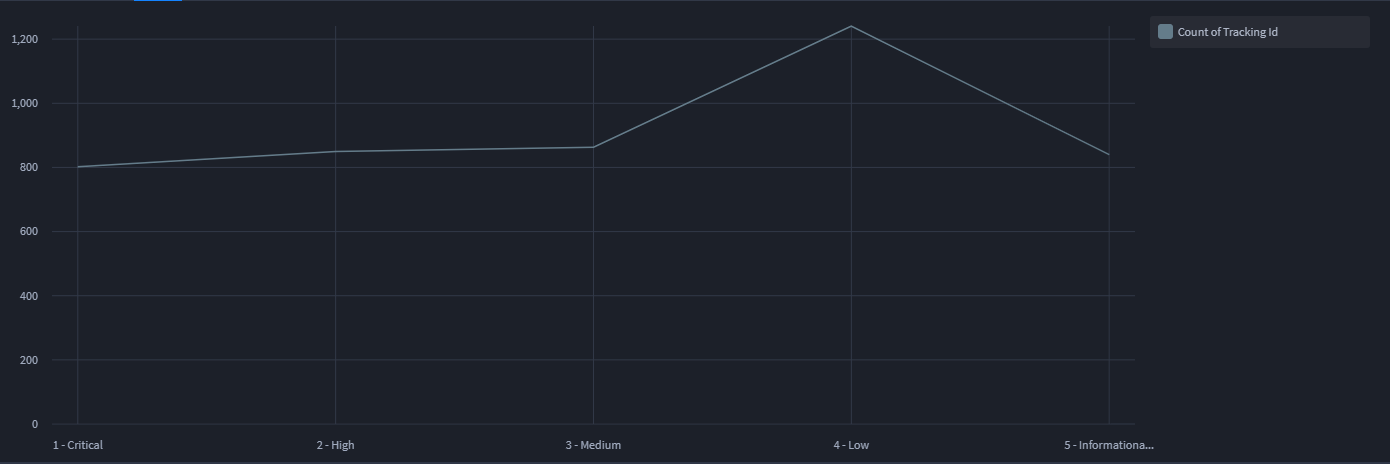 Count of Tracking Id
1,200
1,000
800
600
400
200
0
1 - Critical
2 - High
3 - Medium
4 - Low
5 - Informationa...